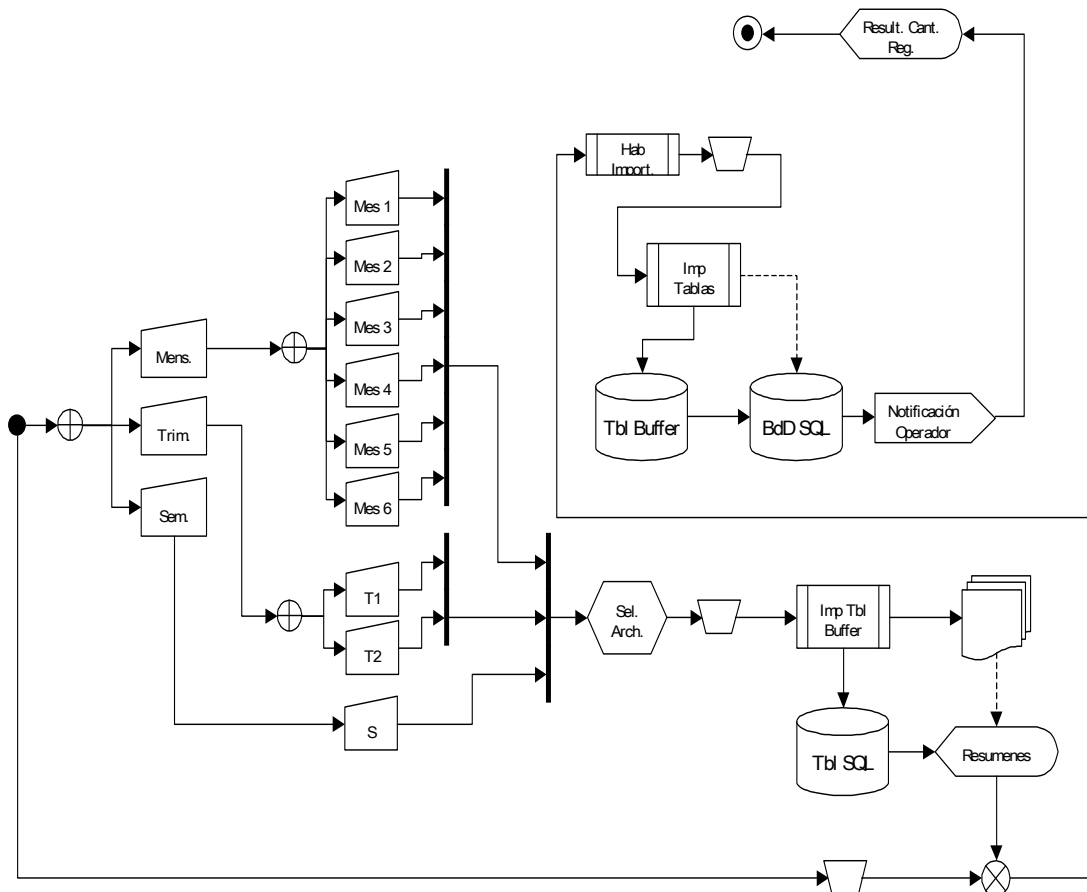 Result. Cant.
Reg.
Hab
Import.
Mes 1
Mes 2
Imp
Tablas
Mes 3
Mens.
Mes 4
Trim.
Tbl Buffer
BdD SQL
Notificación
Operador
Mes 5
Sem.
Mes 6
T1
Sel.
Arch.
Imp Tbl
Buffer
T2
S
Tbl SQL
Resumenes